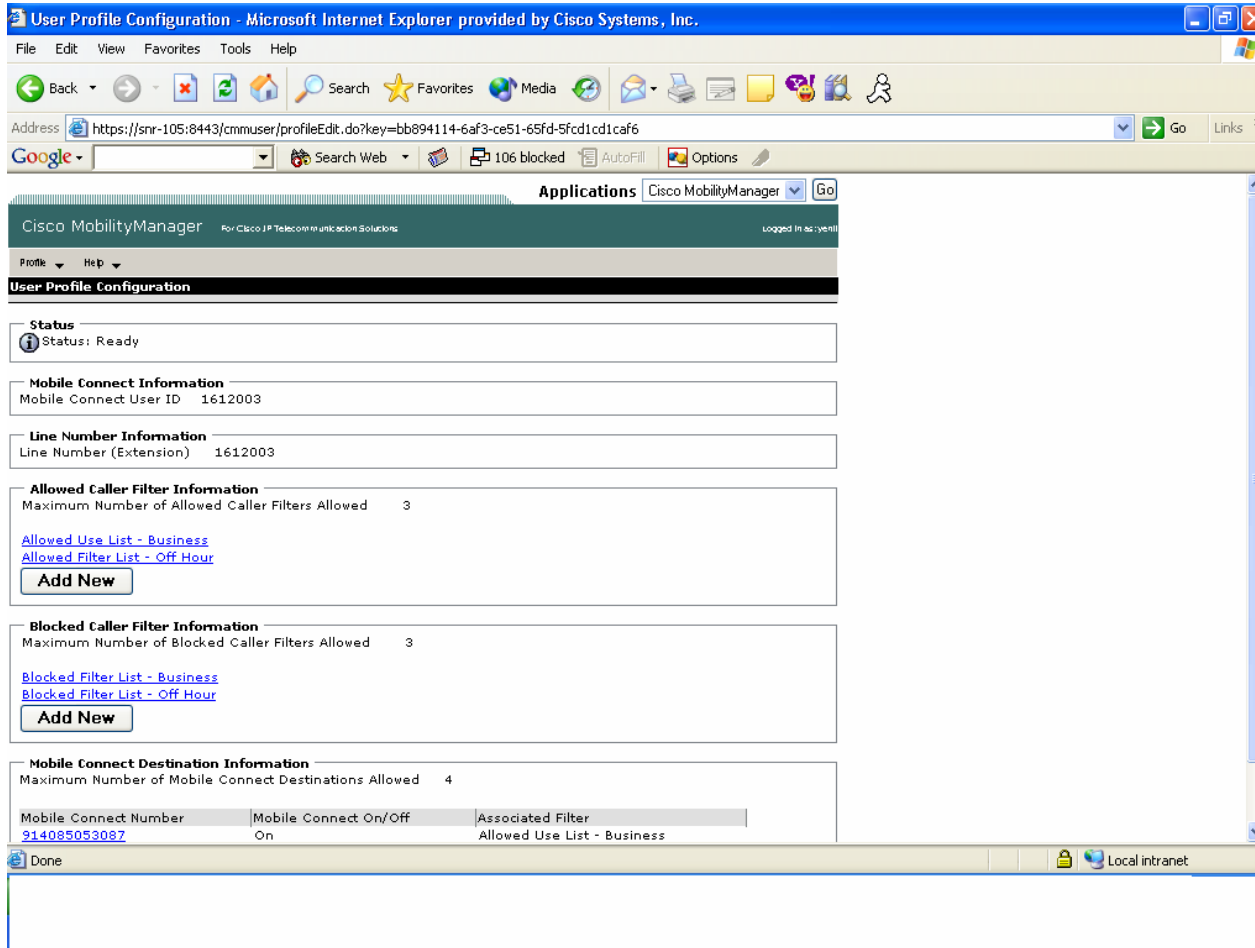 User Profile Configuration - Microsoft Internet Explorer provided by Cisco Systems, Inc.
File Edit View Favorites Tools Help
Back Search Favorites Media
Address https://snr-105:8443/cmmuser/profileEdit.do?key=bb894114-6af3-ce51-65fd-5fcd1cd1caf6 Go Links
Google Search Web 106 blocked AutoFill Options
Applications Cisco MobilityManager Go
Cisco MobilityManager For Cisco IP Telecommunication Solutions Logged in as:yenll
Profile Help
User Profile Configuration
Status
Status: Ready
Mobile Connect Information
Mobile Connect User ID 1612003
Line Number Information
Line Number (Extension) 1612003
Allowed Caller Filter Information
Maximum Number of Allowed Caller Filters Allowed 3
Allowed Use List - Business
Allowed Filter List - Off Hour
Add New
Blocked Caller Filter Information
Maximum Number of Blocked Caller Filters Allowed 3
Blocked Filter List - Business
Blocked Filter List - Off Hour
Add New
Mobile Connect Destination Information
Maximum Number of Mobile Connect Destinations Allowed 4
Mobile Connect Number Mobile Connect On/Off Associated Filter
914085053087 On Allowed Use List - Business
Done Local intranet